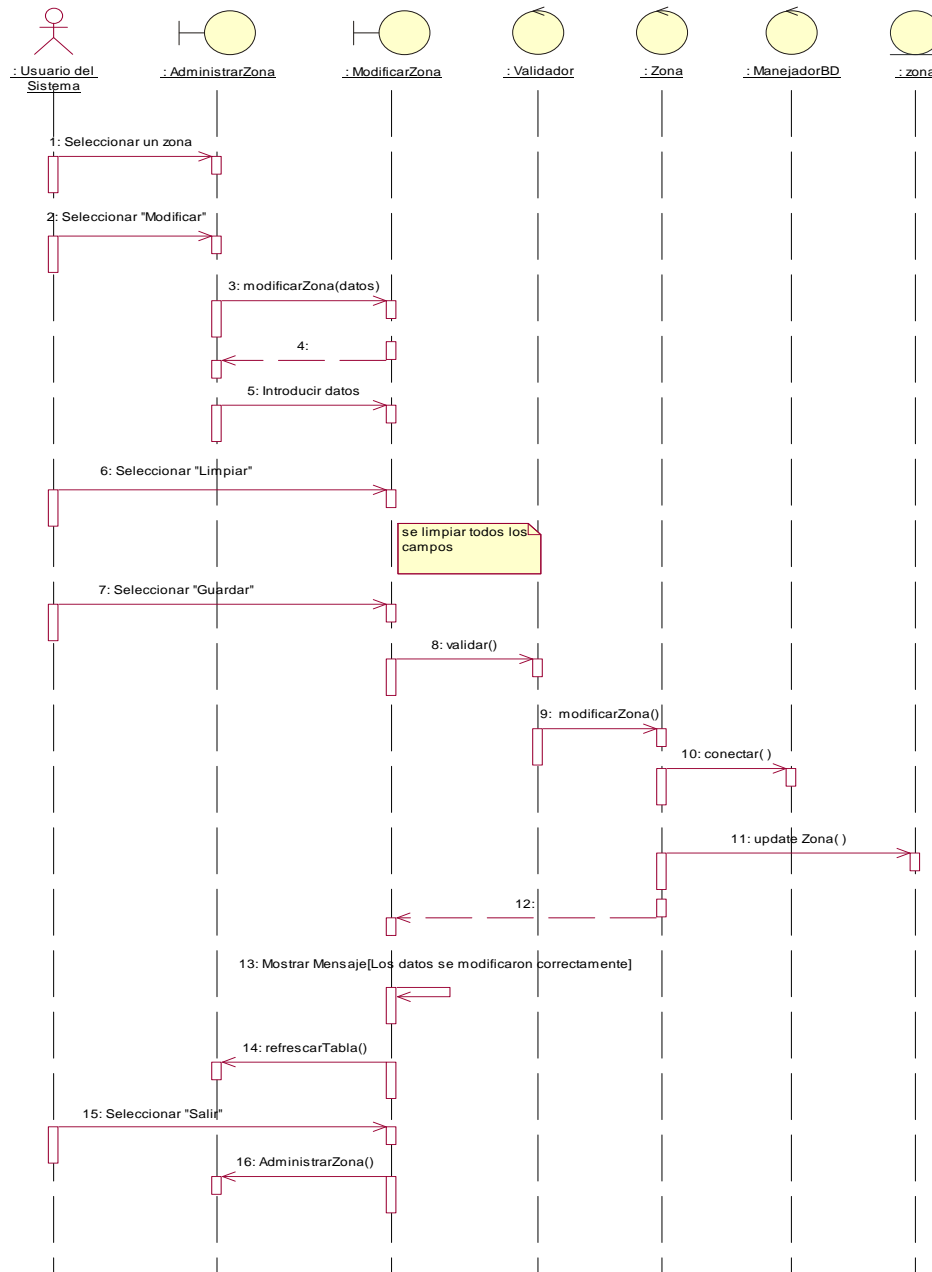 : Usuario del
Sistema
: AdministrarZona
: ModificarZona
: Validador
: Zona
: ManejadorBD
: zona
1: Seleccionar un zona
2: Seleccionar "Modificar"
3: modificarZona(datos)
4:
5: Introducir datos
6: Seleccionar "Limpiar"
se limpiar todos los
campos
7: Seleccionar "Guardar"
8: validar()
9: modificarZona()
10: conectar( )
11: update Zona( )
12:
13: Mostrar Mensaje[Los datos se modificaron correctamente]
14: refrescarTabla()
15: Seleccionar "Salir"
16: AdministrarZona()